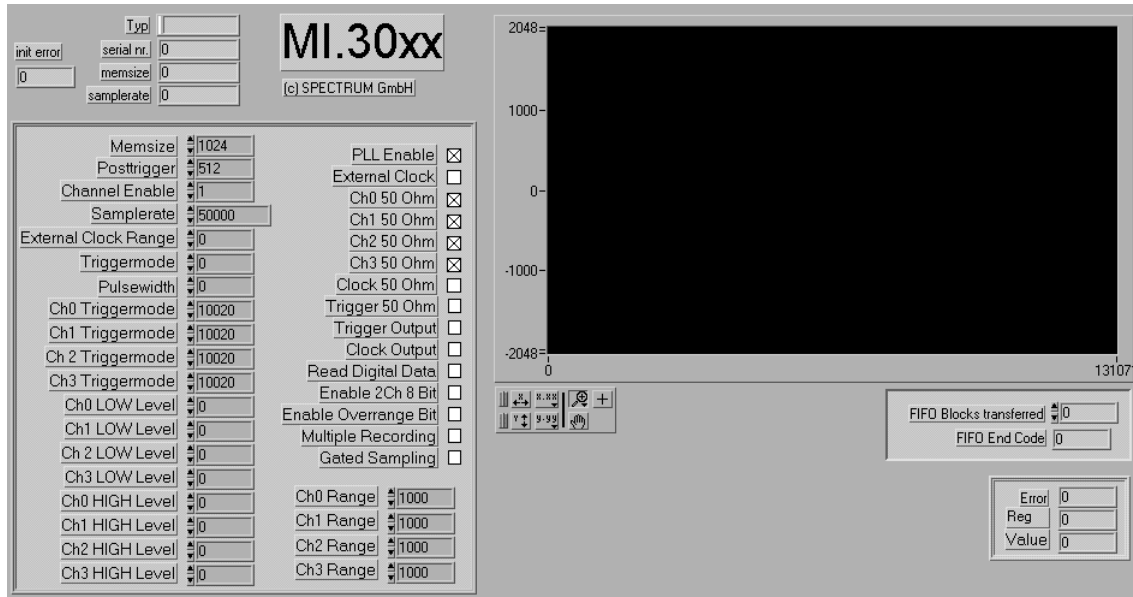 Typ
init error
0
serial nr. 0
memsize 0
samplerate 0
MI.30xx
(c) SPECTRUM GmbH
Memsize 1024
Posttrigger 512
Channel Enable 1
Samplerate 50000
External Clock Range 0
Triggermode 0
Pulsewidth 0
Ch0 Triggermode 10020
Ch1 Triggermode 10020
Ch 2 Triggermode 10020
Ch3 Triggermode 10020
Ch0 LOW Level 0
Ch1 LOW Level 0
Ch 2 LOW Level 0
Ch3 LOW Level 0
Ch0 HIGH Level 0
Ch1 HIGH Level 0
Ch2 HIGH Level 0
Ch3 HIGH Level 0
PLL Enable
External Clock
Ch0 50 Ohm
Ch1 50 Ohm
Ch2 50 Ohm
Ch3 50 Ohm
Clock 50 Ohm
Trigger 50 Ohm
Trigger Output
Clock Output
Read Digital Data
Enable 2Ch 8 Bit
Enable Overrange Bit
Multiple Recording
Gated Sampling
Ch0 Range 1000
Ch1 Range 1000
Ch2 Range 1000
Ch3 Range 1000
2048
1000
0
-1000
-2048
0 131071
X x.xx
Y y.yy
FIFO Blocks transferred 0
FIFO End Code 0
Error 0
Reg 0
Value 0